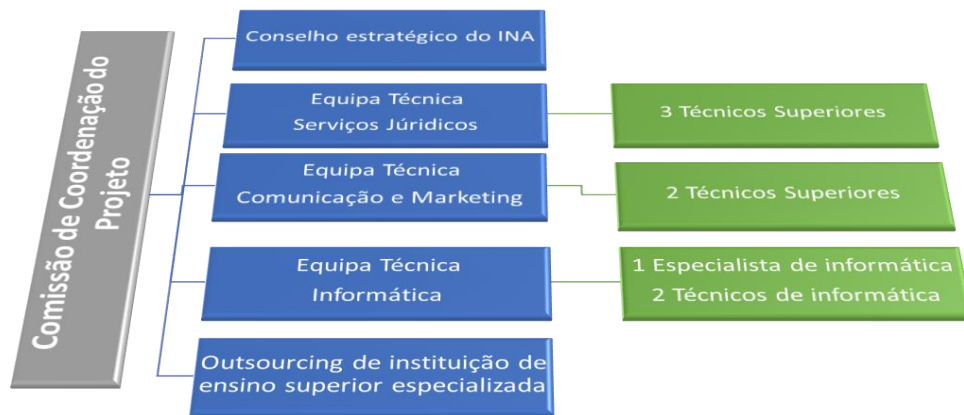 Comissão de Coordenação do
Projeto
Conselho estratégico do INA
Equipa Técnica
Serviços Júridicos
3 Técnicos Superiores
Equipa Técnica
Comunicação e Marketing
2 Técnicos Superiores
Equipa Técnica
Informática
1 Especialista de informática
2 Técnicos de informática
Outsourcing de instituição de
ensino superior especializada